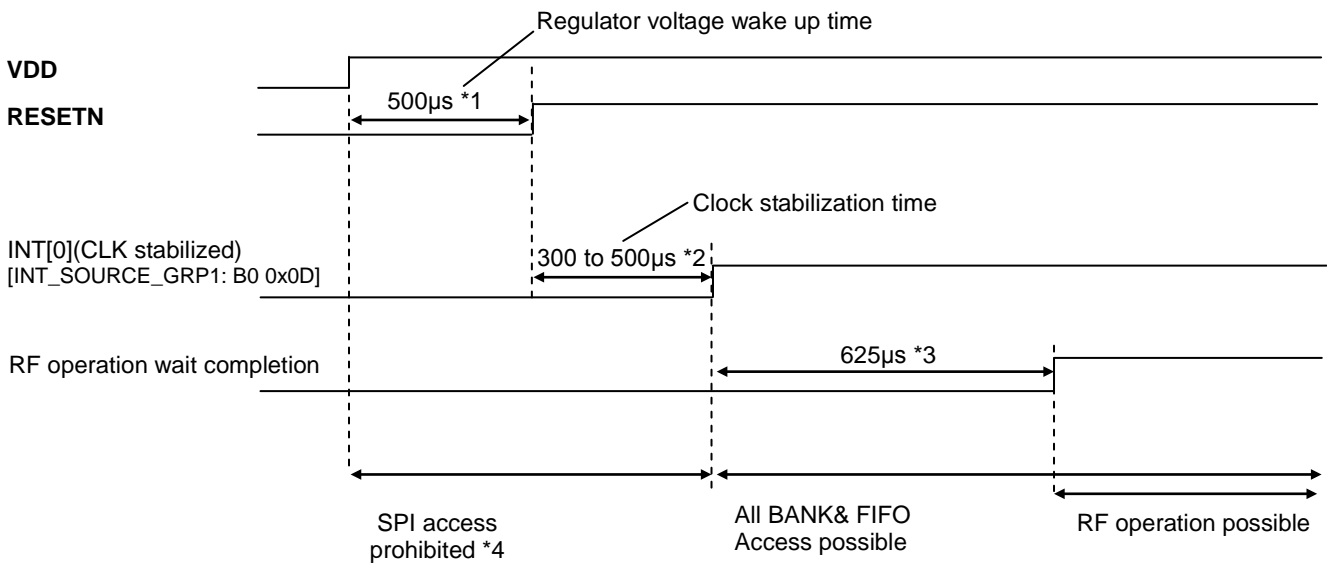 Regulator voltage wake up time
VDD
500µs *1
RESETN
Clock stabilization time
INT[0](CLK stabilized)
300 to 500µs *2
[INT_SOURCE_GRP1: B0 0x0D]
625µs *3
RF operation wait completion
SPI access
prohibited *4
All BANK& FIFO
Access possible
RF operation possible